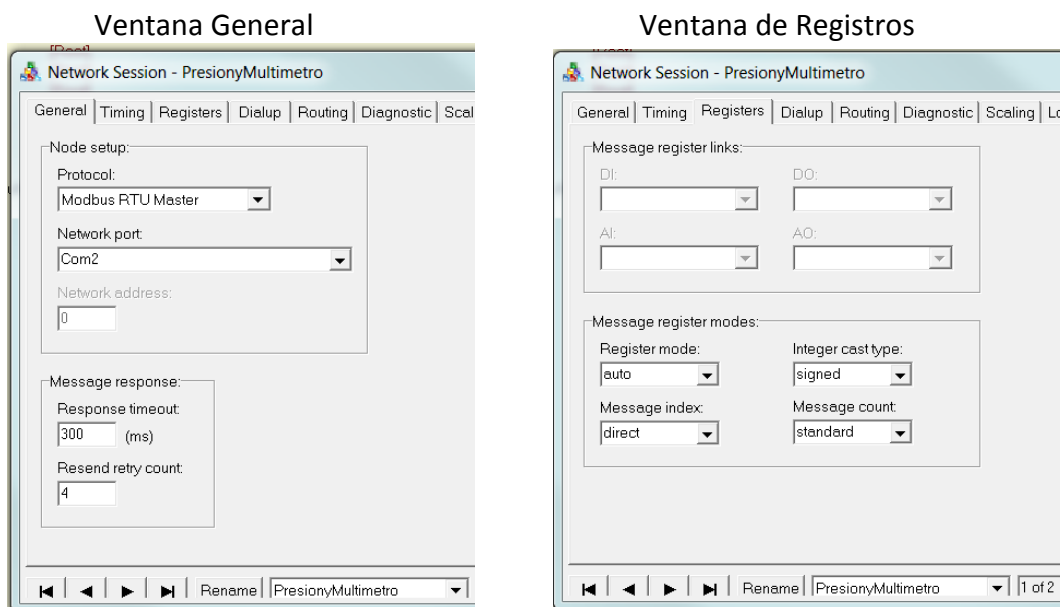 Ventana General
Network Session - PresionyMultimetro
General Timing Registers Dialup Routing Diagnostic Scal
Node setup:
Protocol:
Modbus RTU Master
Network port:
Com2
Network address:
0
Message response:
Response timeout:
300 (ms)
Resend retry count:
4
Rename PresionyMultimetro
Ventana de Registros
Network Session - PresionyMultimetro
General Timing Registers Dialup Routing Diagnostic Scaling Lo
Message register links:
DI: DO:
AI: AO:
Message register modes:
Register mode: Integer cast type:
auto signed
Message index: Message count:
direct standard
Rename PresionyMultimetro 1 of 2